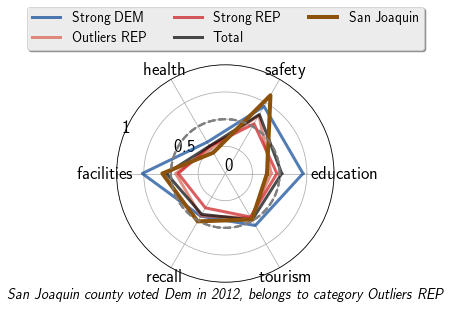 Strong DEM Strong REP San Joaquin
Outliers REP Total
health safety
1
0.5
0
facilities education
recall tourism
San Joaquin county voted Dem in 2012, belongs to category Outliers REP